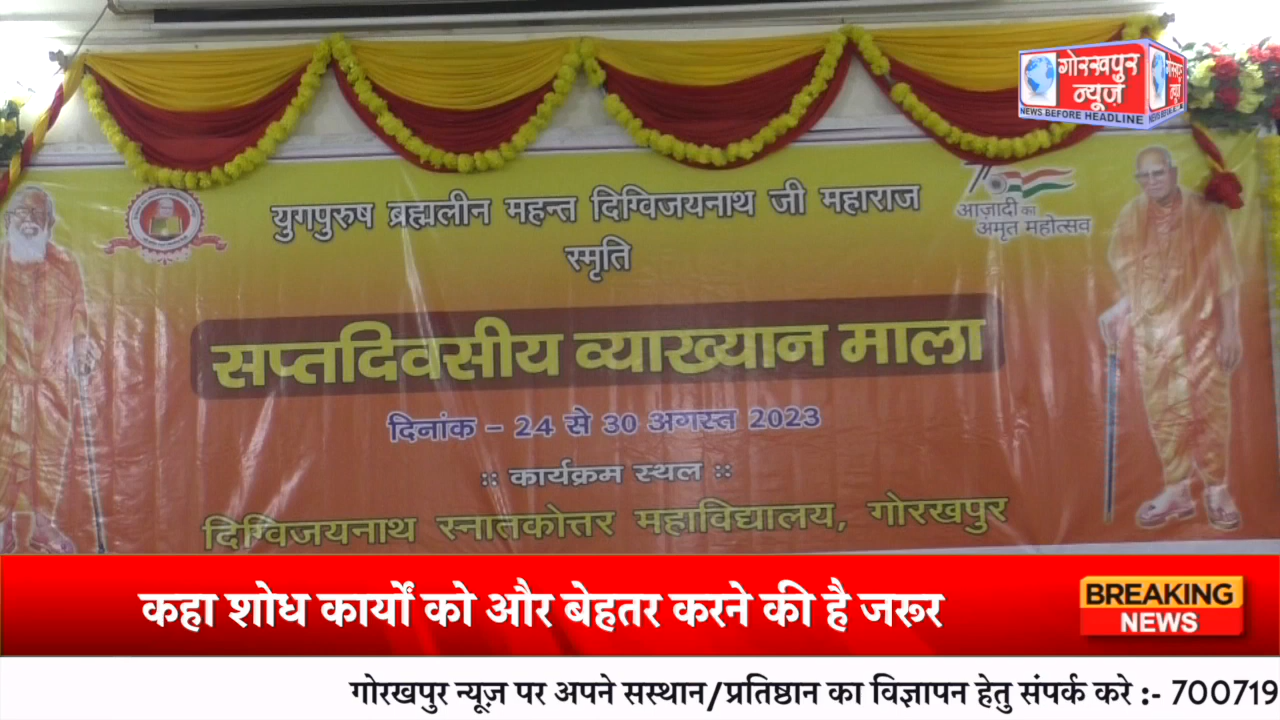 गोरखपुर
न्यूज़
NEWS BEFORE HEADLINE
युगपुरुष ब्रह्मलीन महन्त दिग्विजयनाथ जी महाराज
स्मृति
आज़ादी का
अमृत महोत्सव
सप्तदिवसीय व्याख्यान माला
दिनांक - 24 से 30 अगस्त 2023
:: कार्यक्रम स्थल ::
दिग्विजयनाथ स्नातकोत्तर महाविद्यालय, गोरखपुर
कहा शोध कार्यों को और बेहतर करने की है जरूर
BREAKING
NEWS
गोरखपुर न्यूज़ पर अपने सस्थान/प्रतिष्ठान का विज्ञापन हेतु संपर्क करे :- 700719